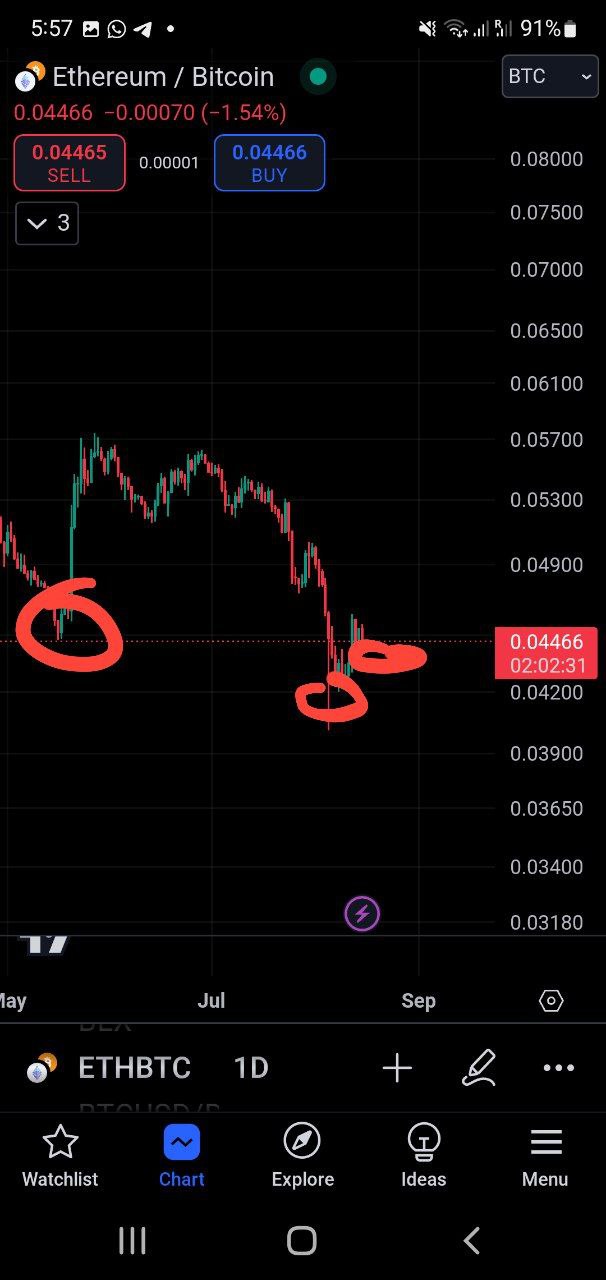 5:57 91%
Ethereum / Bitcoin BTC
0.04466 −0.00070 (−1.54%)
0.04465 SELL 0.00001 0.04466 BUY
3
0.08000
0.07500
0.07000
0.06500
0.06100
0.05700
0.05300
0.04900
0.04466
02:02:31
0.04200
0.03900
0.03650
0.03400
0.03180
Jul Sep
ETHBTC 1D
Watchlist Chart Explore Ideas Menu